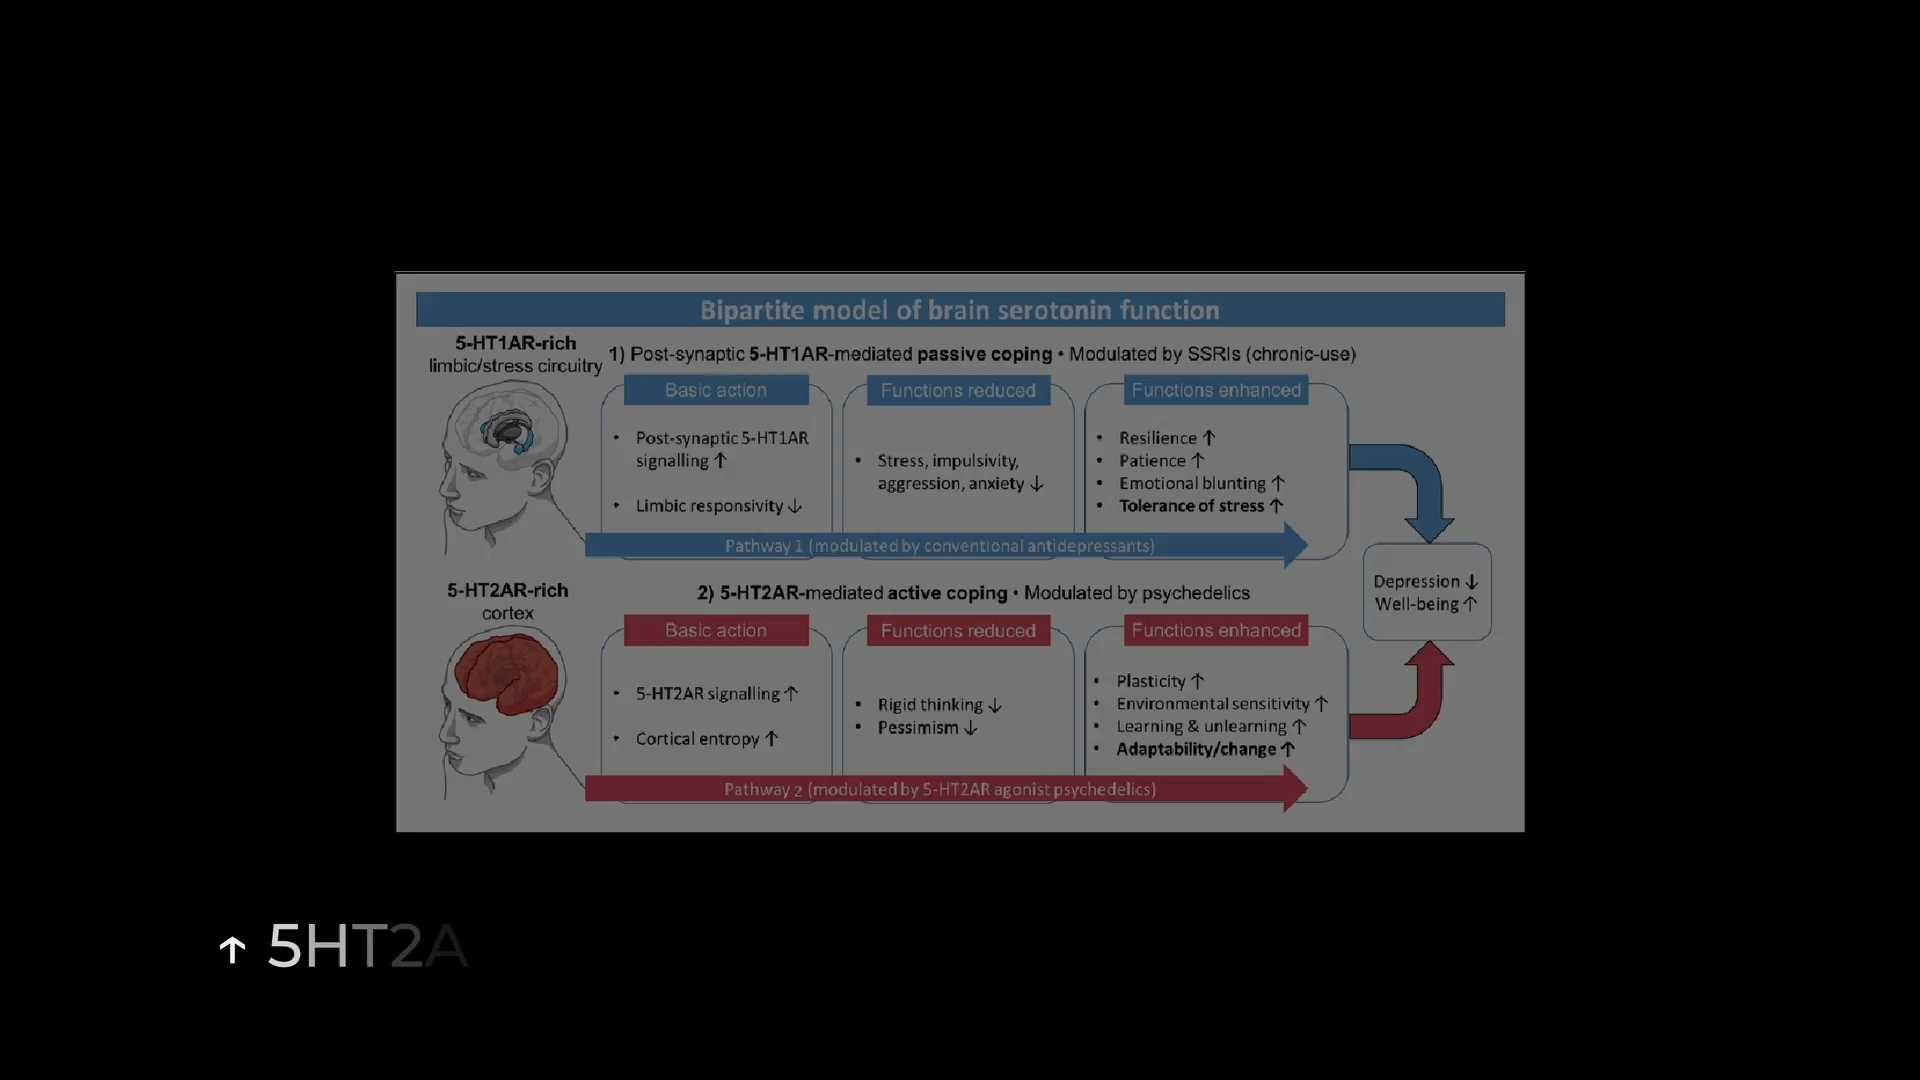 Bipartite model of brain serotonin function
5-HT1AR-rich
limbic/stress circuitry
1) Post-synaptic 5-HT1AR-mediated passive coping • Modulated by SSRIs (chronic-use)
Basic action
• Post-synaptic 5-HT1AR
signalling ↑
• Limbic responsivity ↓
Functions reduced
• Stress, impulsivity,
aggression, anxiety ↓
Functions enhanced
• Resilience ↑
• Patience ↑
• Emotional blunting ↑
• Tolerance of stress ↑
Pathway 1 (modulated by conventional antidepressants)
5-HT2AR-rich
cortex
2) 5-HT2AR-mediated active coping • Modulated by psychedelics
Basic action
• 5-HT2AR signalling ↑
• Cortical entropy ↑
Functions reduced
• Rigid thinking ↓
• Pessimism ↓
Functions enhanced
• Plasticity ↑
• Environmental sensitivity ↑
• Learning & unlearning ↑
• Adaptability/change ↑
Pathway 2 (modulated by 5-HT2AR agonist psychedelics)
Depression ↓
Well-being ↑
↑ 5HT2A